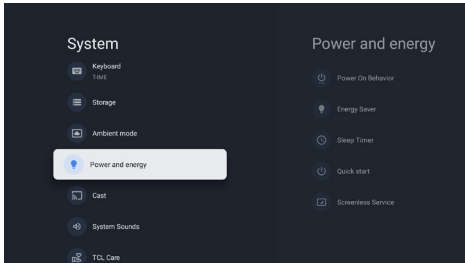 System
Keyboard
TIME
Storage
Ambient mode
Power and energy
Cast
System Sounds
TCL Care
Power and energy
Power On Behavior
Energy Saver
Sleep Timer
Quick start
Screenless Service